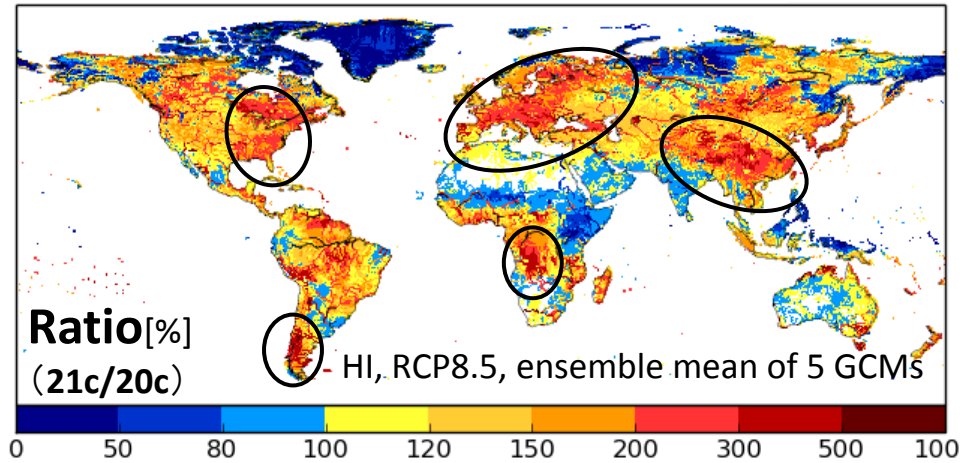 Ratio[%]
（21c/20c）
HI, RCP8.5, ensemble mean of 5 GCMs
0 50 80 100 120 150 200 300 500 100